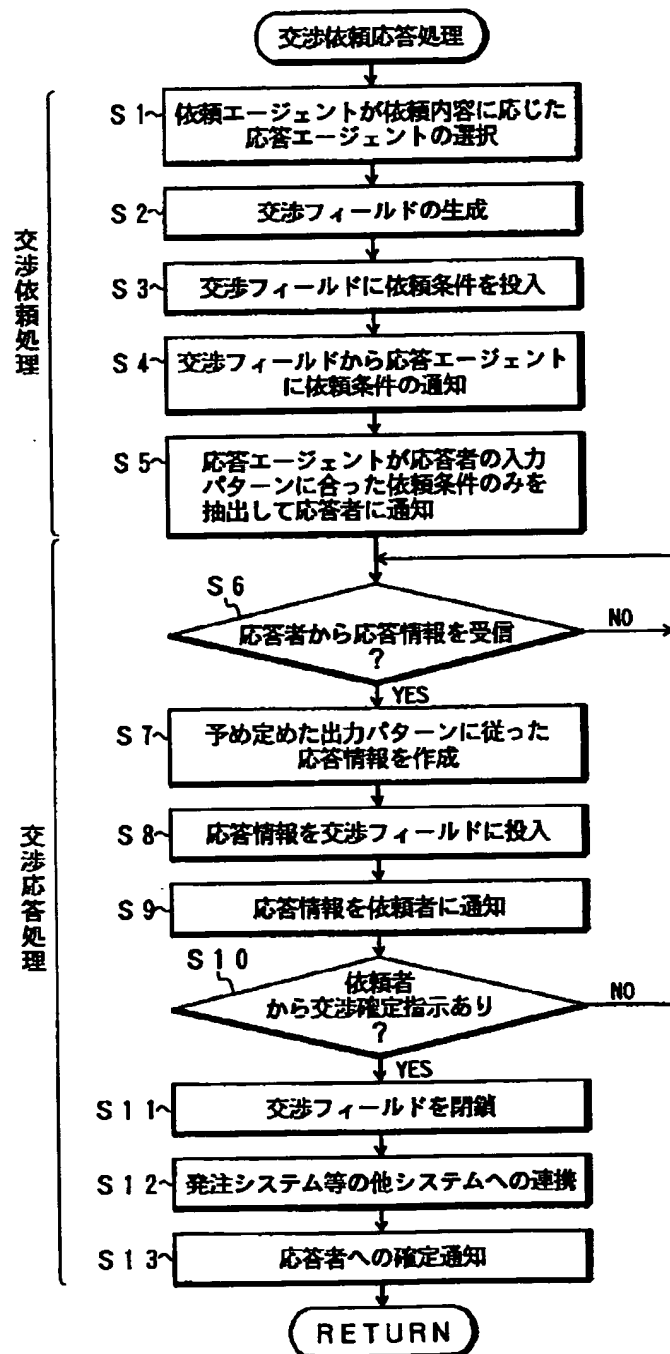 交渉依頼応答処理
S1
依頼エージェントが依頼内容に応じた
応答エージェントの選択
S2
交渉フィールドの生成
交渉依頼処理
S3
交渉フィールドに依頼条件を投入
S4
交渉フィールドから応答エージェント
に依頼条件の通知
S5
応答エージェントが応答者の入力
パターンに合った依頼条件のみを
抽出して応答者に通知
S6
応答者から応答情報を受信
?
NO
YES
S7
予め定めた出力パターンに従った
応答情報を作成
交渉応答処理
S8
応答情報を交渉フィールドに投入
S9
応答情報を依頼者に通知
S10
依頼者
から交渉確定指示あり
?
NO
YES
S11
交渉フィールドを閉鎖
S12
発注システム等の他システムへの連携
S13
応答者への確定通知
RETURN